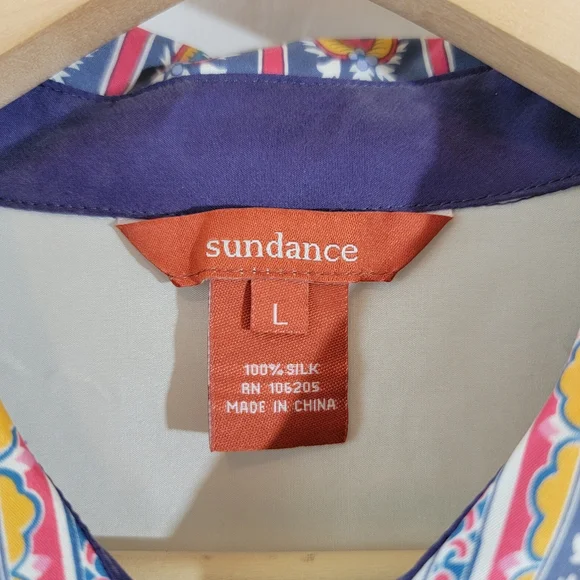 sundance
L
100% SILK
RN 106205
MADE IN CHINA